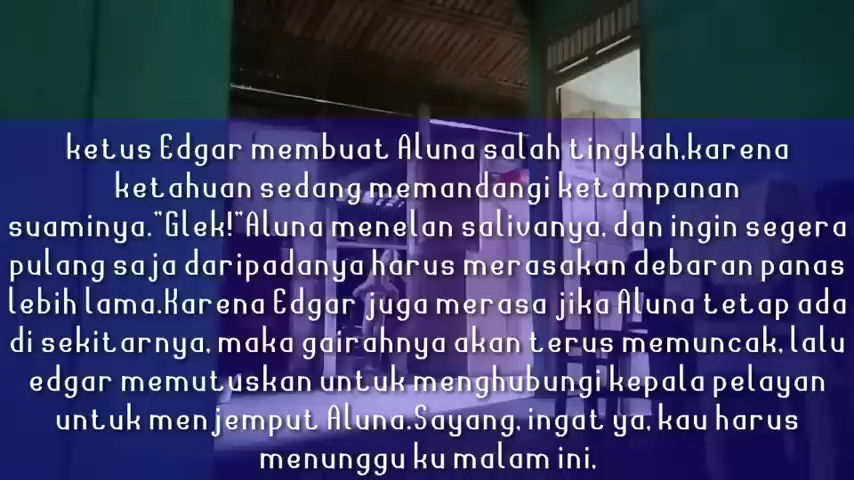 ketus Edgar membuat Aluna salah tingkah,karena
ketahuan sedang memandangi ketampanan
suaminya."Glek!"Aluna menelan salivanya, dan ingin segera
pulang saja daripadanya harus merasakan debaran panas
lebih lama.Karena Edgar juga merasa jika Aluna tetap ada
di sekitarnya, maka gairahnya akan terus memuncak, lalu
edgar memutuskan untuk menghubungi kepala pelayan
untuk menjemput Aluna.Sayang, ingat ya, kau harus
menunggu ku malam ini,